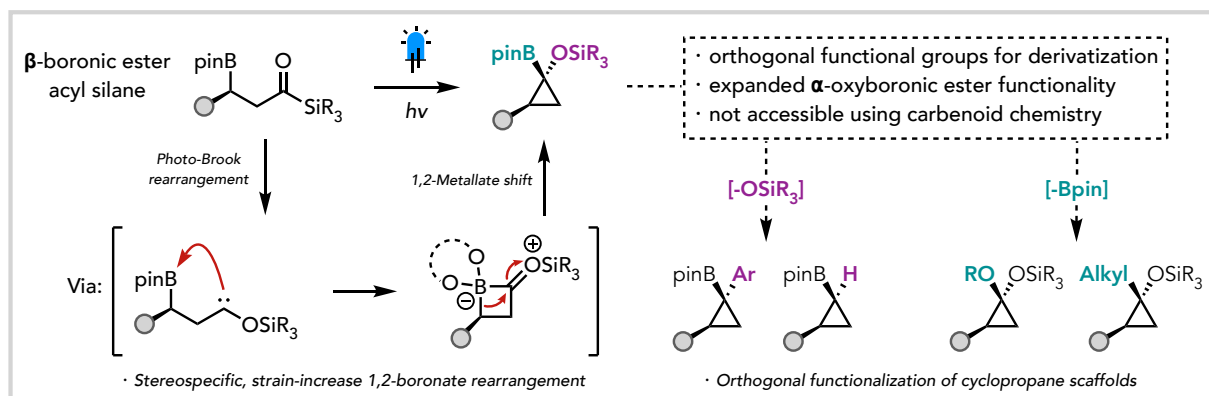 β-boronic ester
acyl silane
pinB
O
SiR3
hν
pinB
OSiR3
· orthogonal functional groups for derivatization
· expanded α-oxyboronic ester functionality
· not accessible using carbenoid chemistry
Photo-Brook
rearrangement
1,2-Metallate shift
[-OSiR3]
[-Bpin]
Via:
pinB
··
OSiR3
O
O
B
⊖
⊕
OSiR3
pinB
Ar
pinB
H
RO
OSiR3
Alkyl
OSiR3
· Stereospecific, strain-increase 1,2-boronate rearrangement
· Orthogonal functionalization of cyclopropane scaffolds